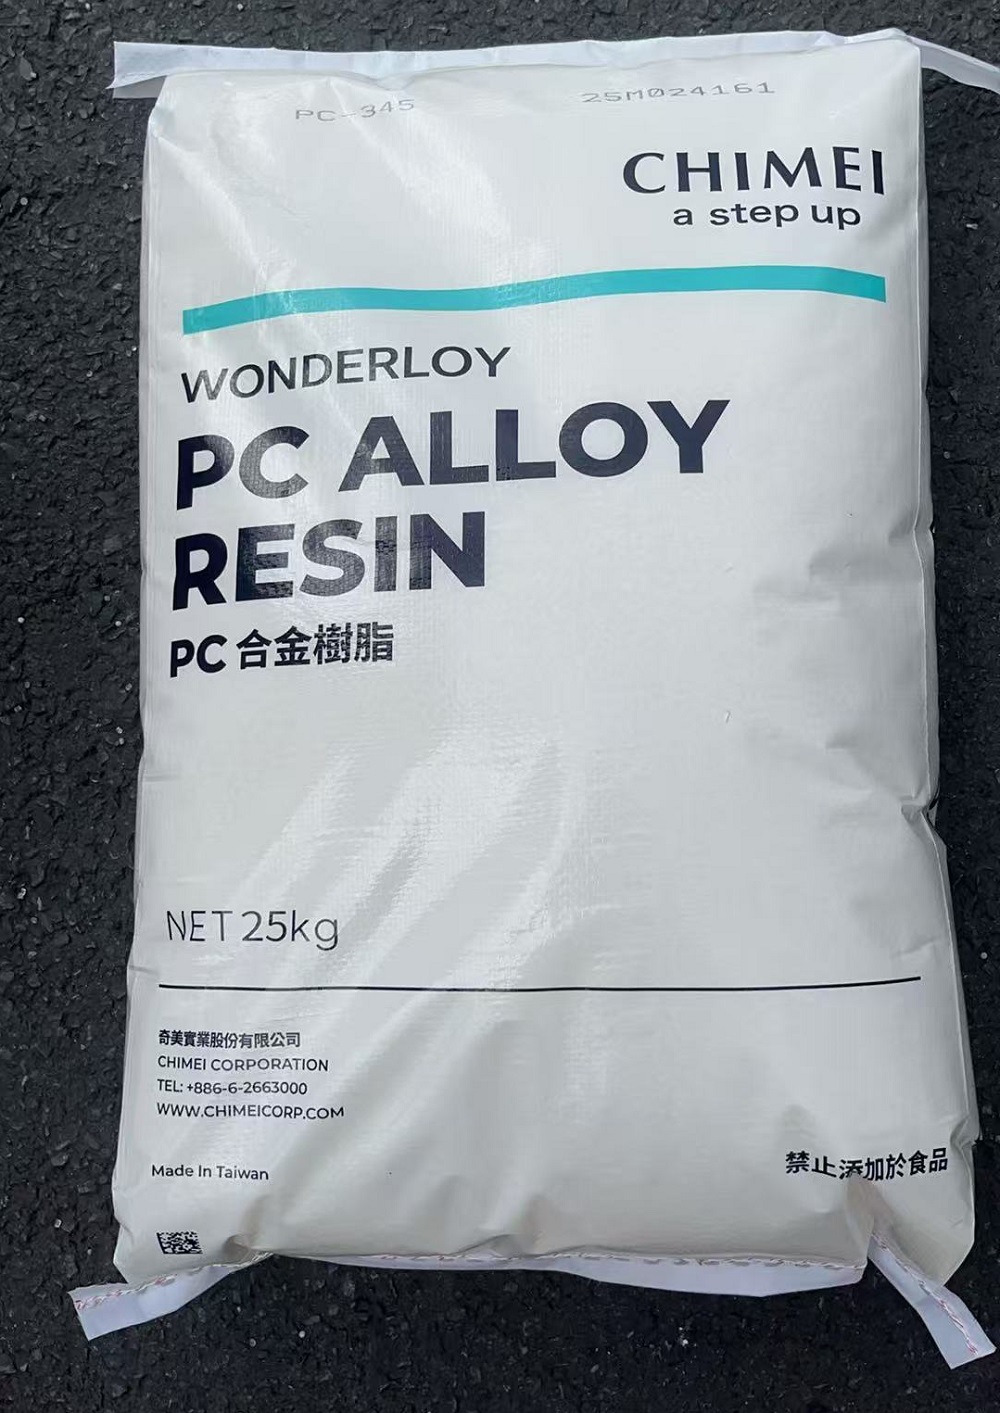 PC-345 25M024161
CHIMEI
a step up
WONDERLOY
PC ALLOY
RESIN
PC 合金樹脂
NET 25kg
奇美實業股份有限公司
CHIMEI CORPORATION
TEL: +886-6-2663000
WWW.CHIMEICORP.COM
Made In Taiwan
禁止添加於食品